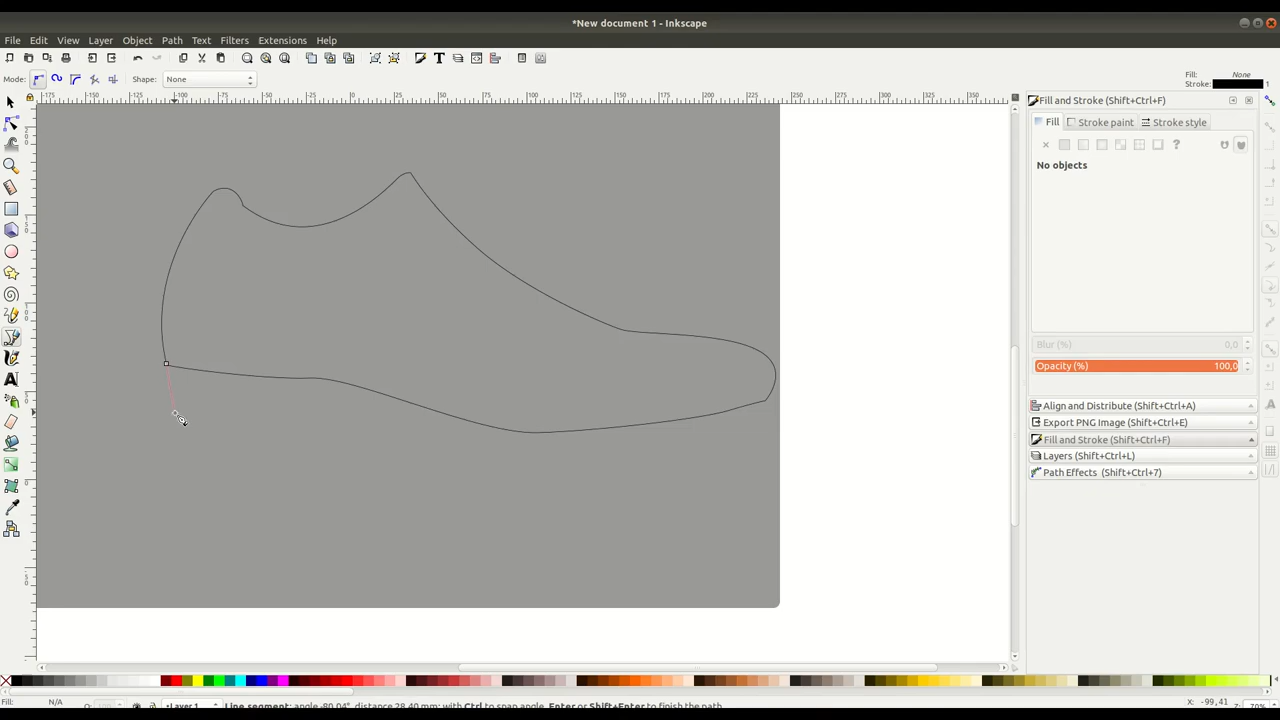 *New document 1 - Inkscape
File Edit View Layer Object Path Text Filters Extensions Help
Mode: Shape: None Fill: None
Stroke: 1
Fill and Stroke (Shift+Ctrl+F)
Fill Stroke paint Stroke style
No objects
Blur (%) 0,0
Opacity (%) 100,0
Align and Distribute (Shift+Ctrl+A)
Export PNG Image (Shift+Ctrl+E)
Fill and Stroke (Shift+Ctrl+F)
Layers (Shift+Ctrl+L)
Path Effects (Shift+Ctrl+7)
Fill: N/A Layer 1 Line segment: angle -80.04°, distance 28,40 mm; with Ctrl to snap angle, Enter or Shift+Enter to finish the path X: -99,41